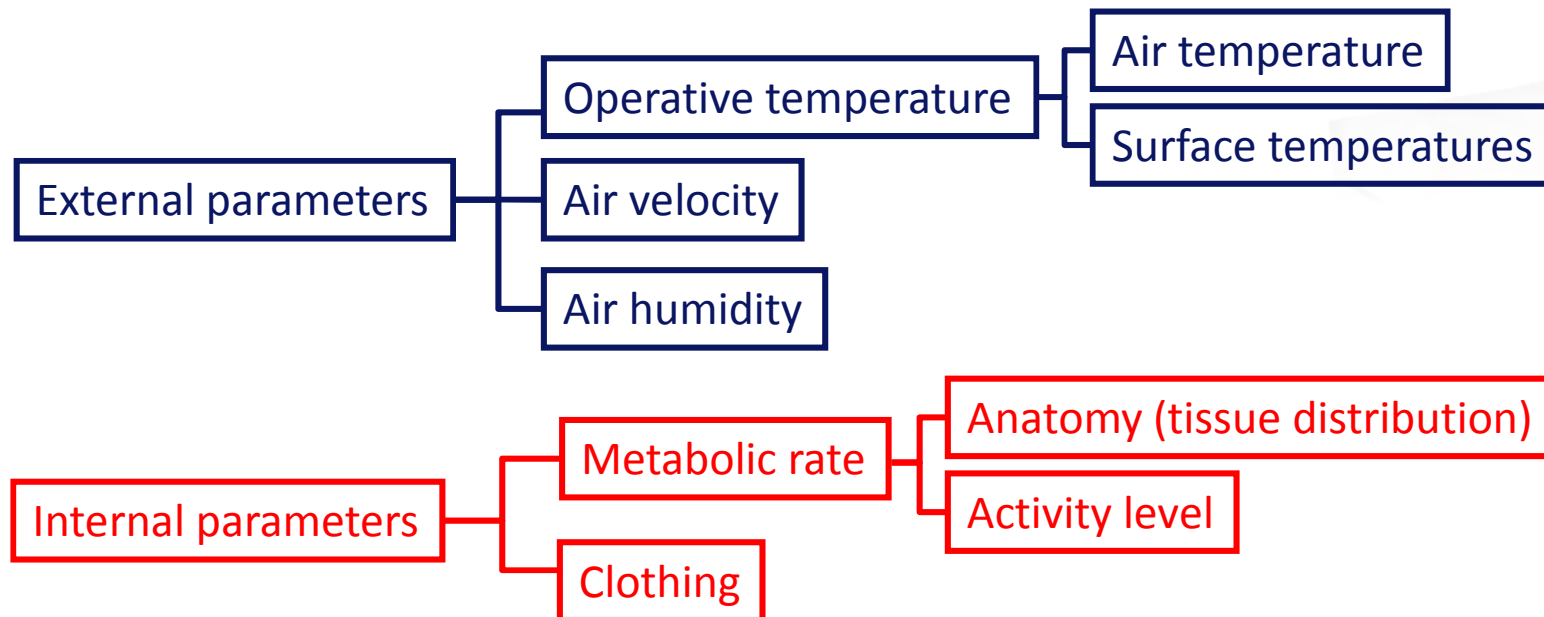 Air temperature
Operative temperature
Surface temperatures
External parameters
Air velocity
Air humidity
Anatomy (tissue distribution)
Metabolic rate
Internal parameters
Activity level
Clothing